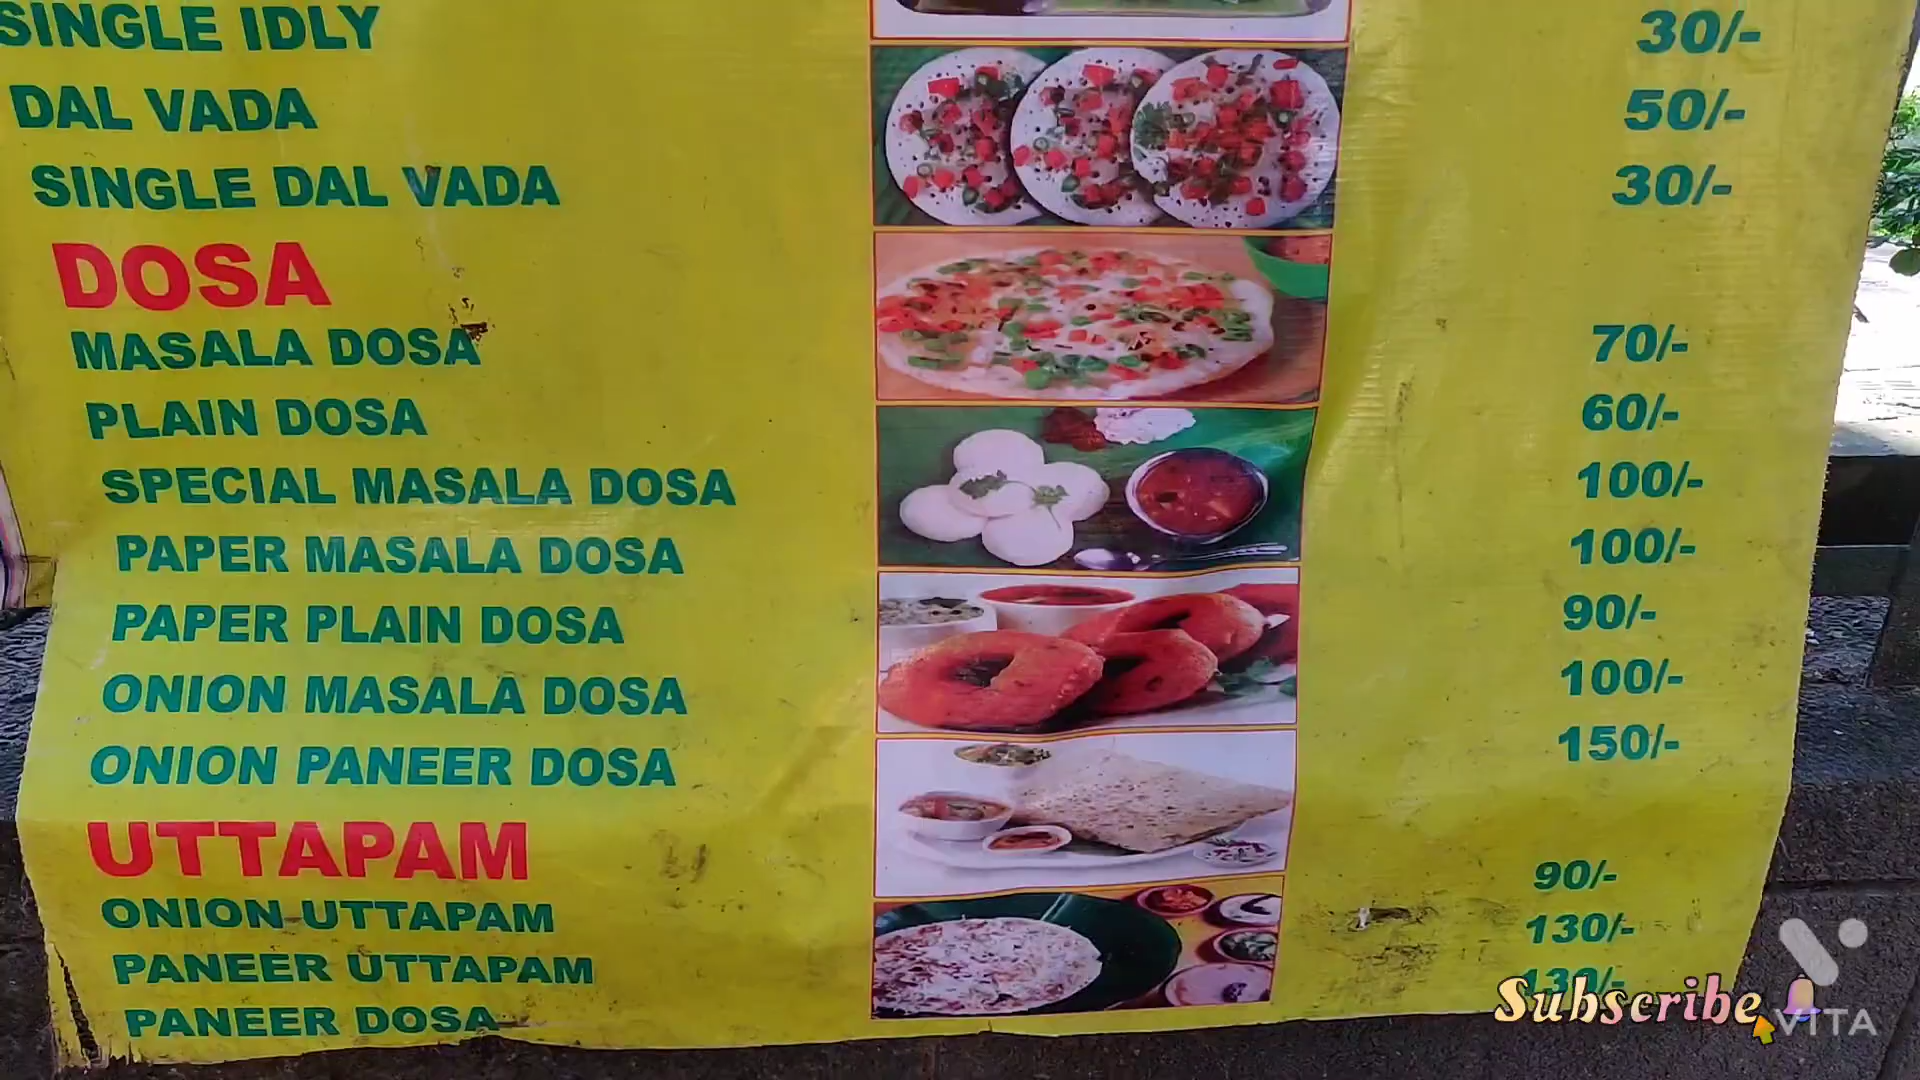 SINGLE IDLY 30/-
DAL VADA 50/-
SINGLE DAL VADA 30/-
DOSA
MASALA DOSA 70/-
PLAIN DOSA 60/-
SPECIAL MASALA DOSA 100/-
PAPER MASALA DOSA 100/-
PAPER PLAIN DOSA 90/-
ONION MASALA DOSA 100/-
ONION PANEER DOSA 150/-
UTTAPAM
ONION UTTAPAM 90/-
PANEER UTTAPAM 130/-
PANEER DOSA 130/-
Subscribe
VITA